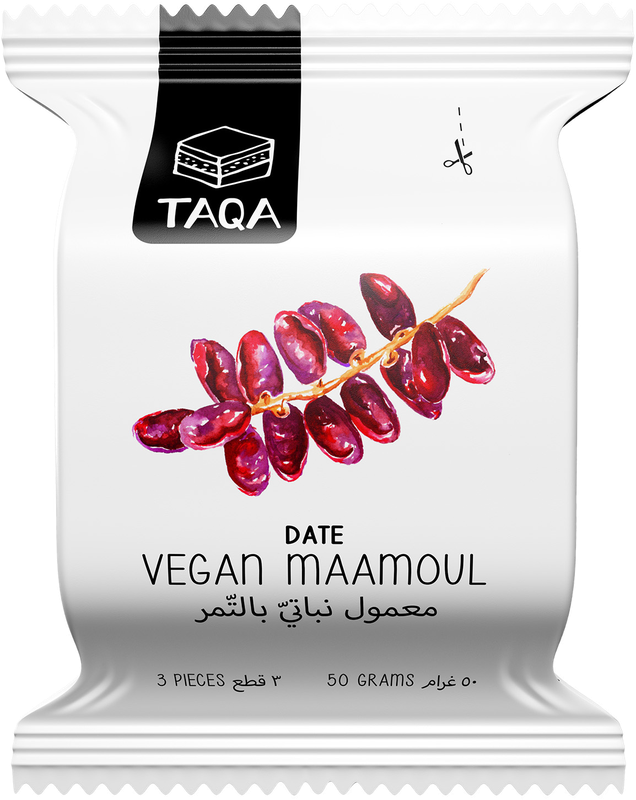 TAQA
DATE
VEGAN MAAMOUL
معمول نباتيّ بالتّمر
3 PIECES ٣ قطع
50 GRAMS ٥٠ غرام